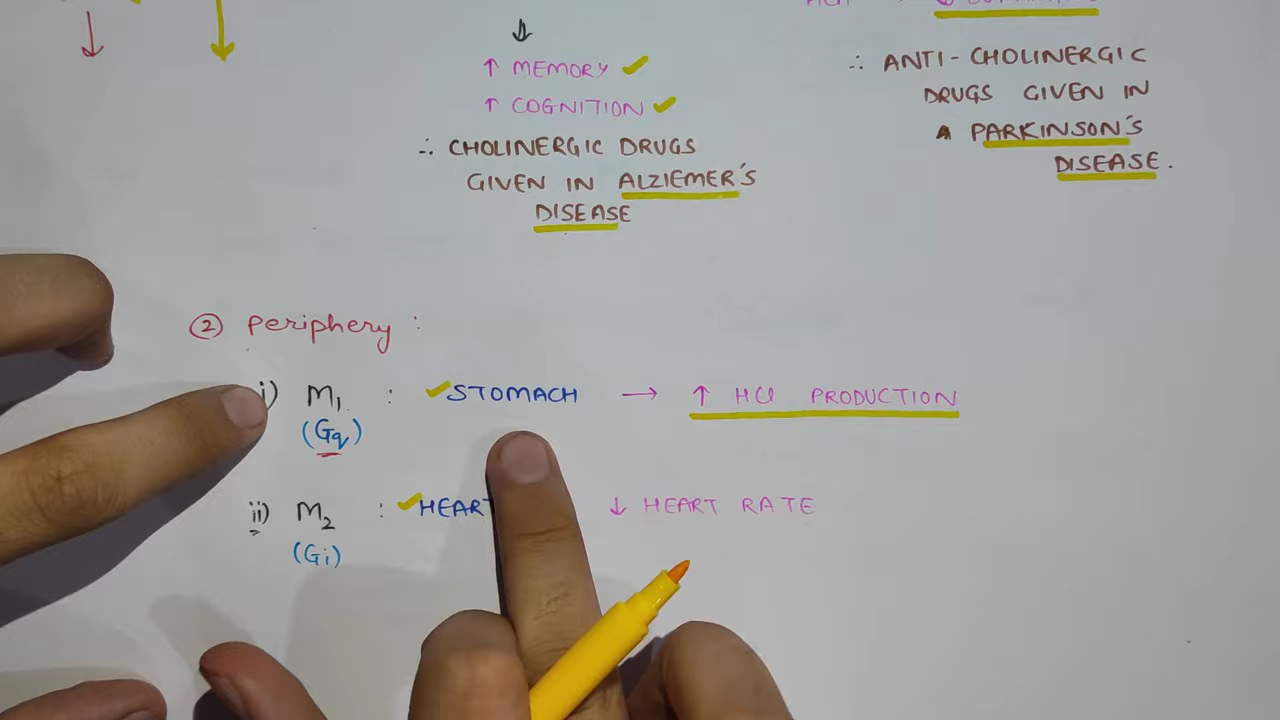 ↑ MEMORY ✓
↑ COGNITION ✓
∴ CHOLINERGIC DRUGS
GIVEN IN ALZIEMER'S
DISEASE
∴ ANTI-CHOLINERGIC
DRUGS GIVEN IN
PARKINSON'S
DISEASE.
② Periphery :
i) M1 : ✓STOMACH → ↑ HCl PRODUCTION
(Gq)
ii) M2 : ✓HEART ↓ HEART RATE
(Gi)